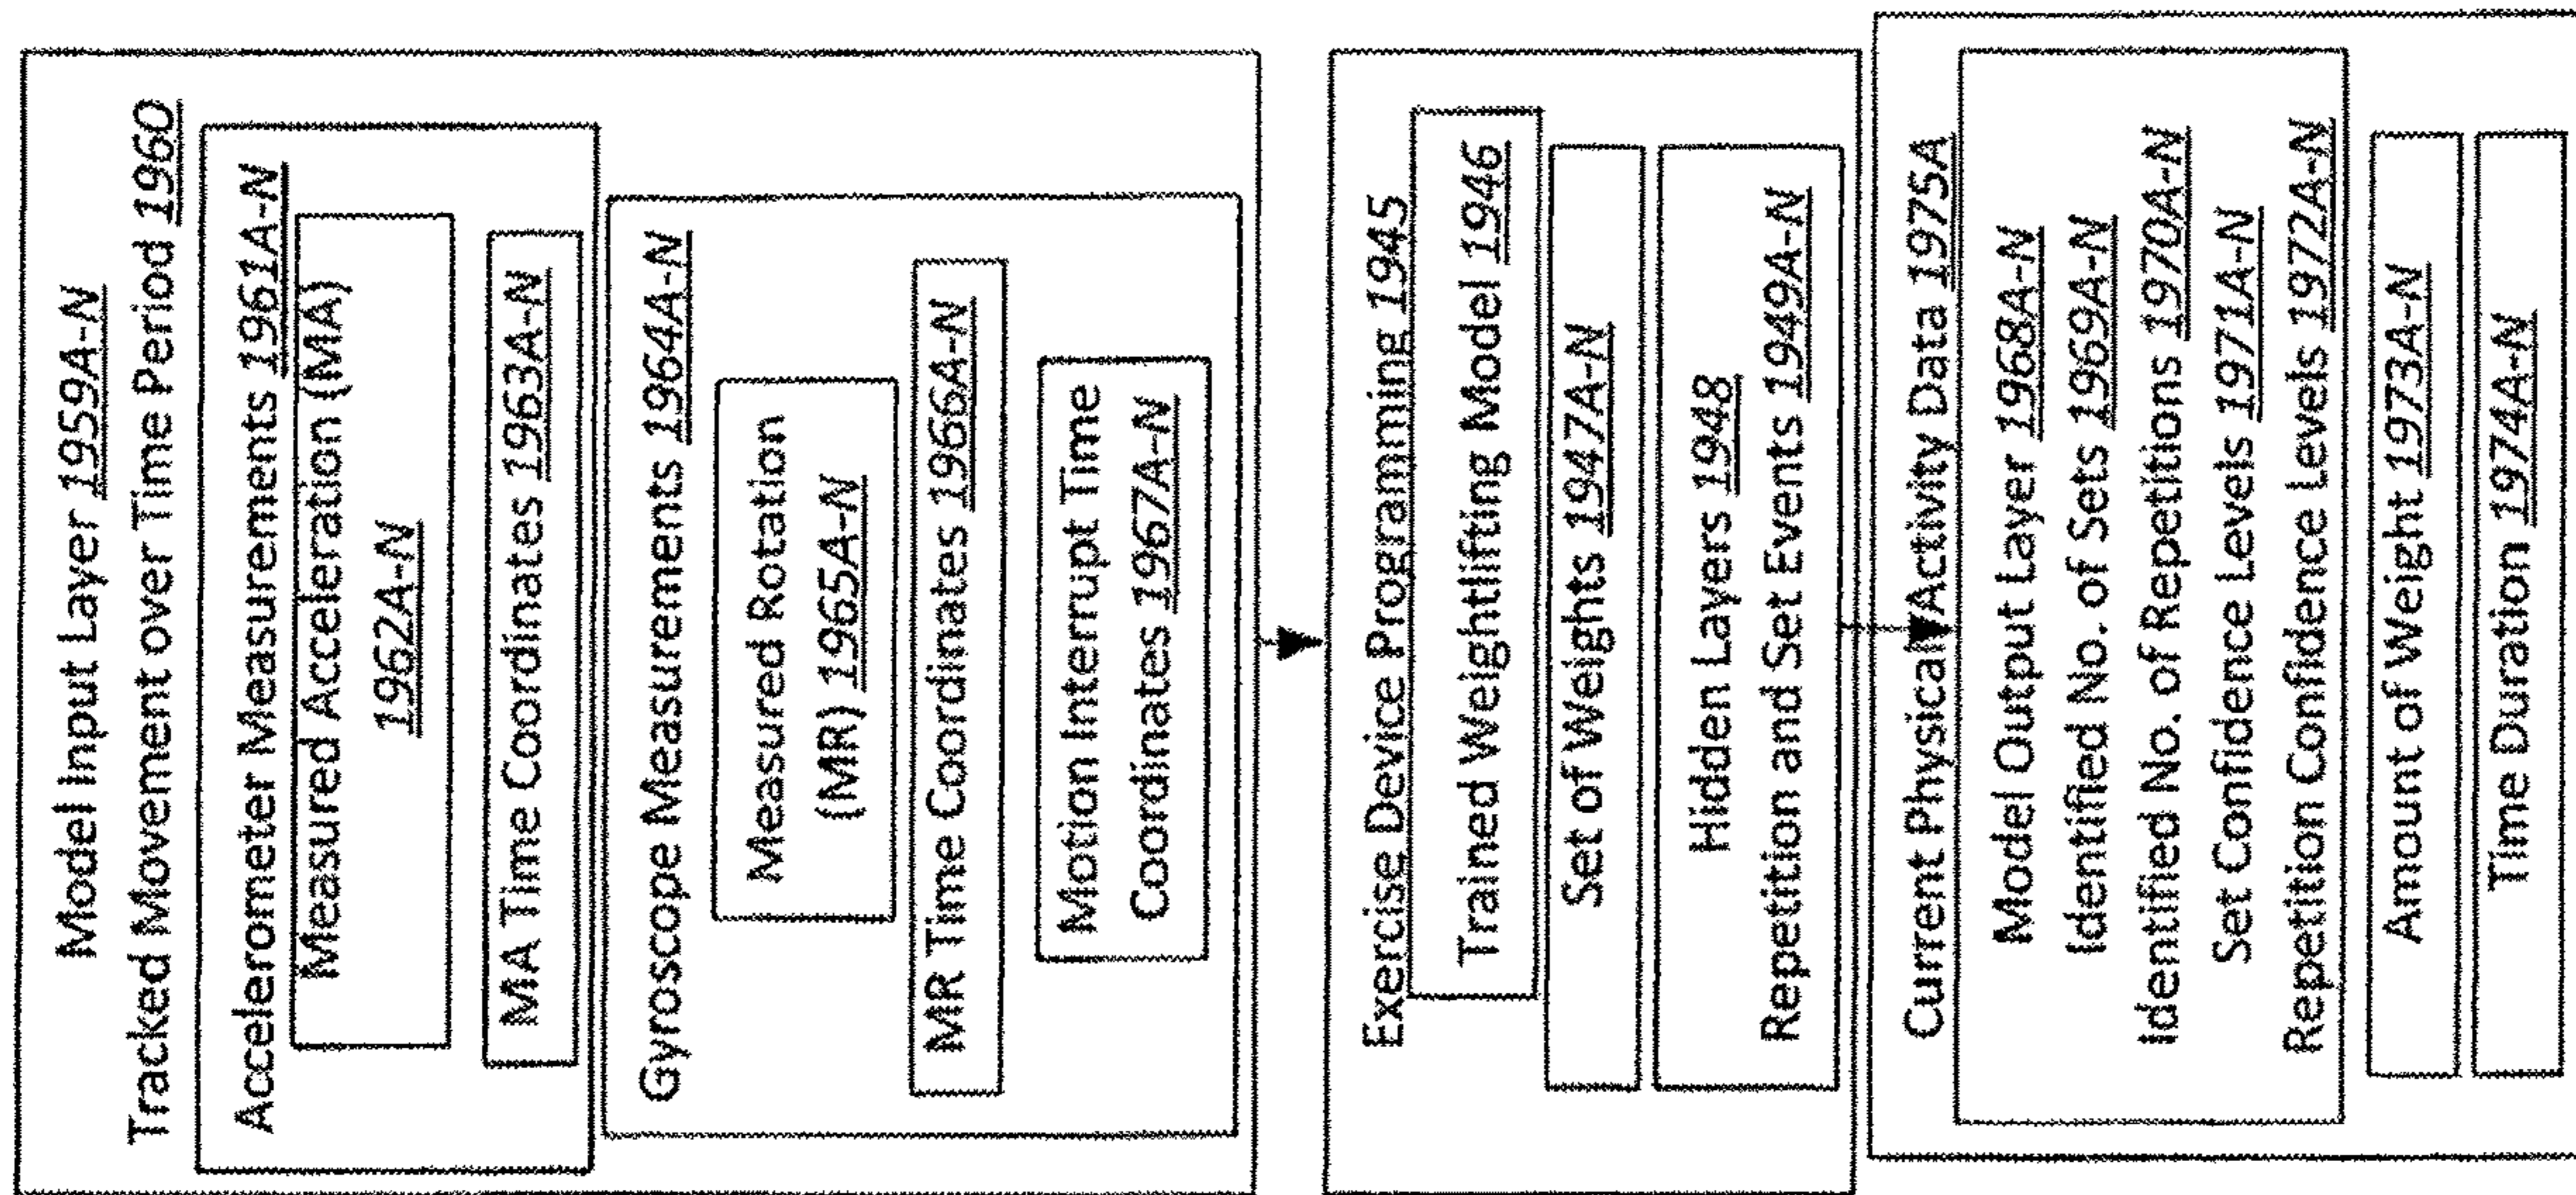 Model Input Layer 1959A-N
Tracked Movement over Time Period 1960
Accelerometer Measurements 1961A-N
Measured Acceleration (MA)
1962A-N
MA Time Coordinates 1963A-N
Gyroscope Measurements 1964A-N
Measured Rotation
(MR) 1965A-N
MR Time Coordinates 1966A-N
Motion Interrupt Time
Coordinates 1967A-N
Exercise Device Programming 1945
Trained Weightlifting Model 1946
Set of Weights 1947A-N
Hidden Layers 1948
Repetition and Set Events 1949A-N
Current Physical Activity Data 1975A
Model Output Layer 1968A-N
Identified No. of Sets 1969A-N
Identified No. of Repetitions 1970A-N
Set Confidence Levels 1971A-N
Repetition Confidence Levels 1972A-N
Amount of Weight 1973A-N
Time Duration 1974A-N